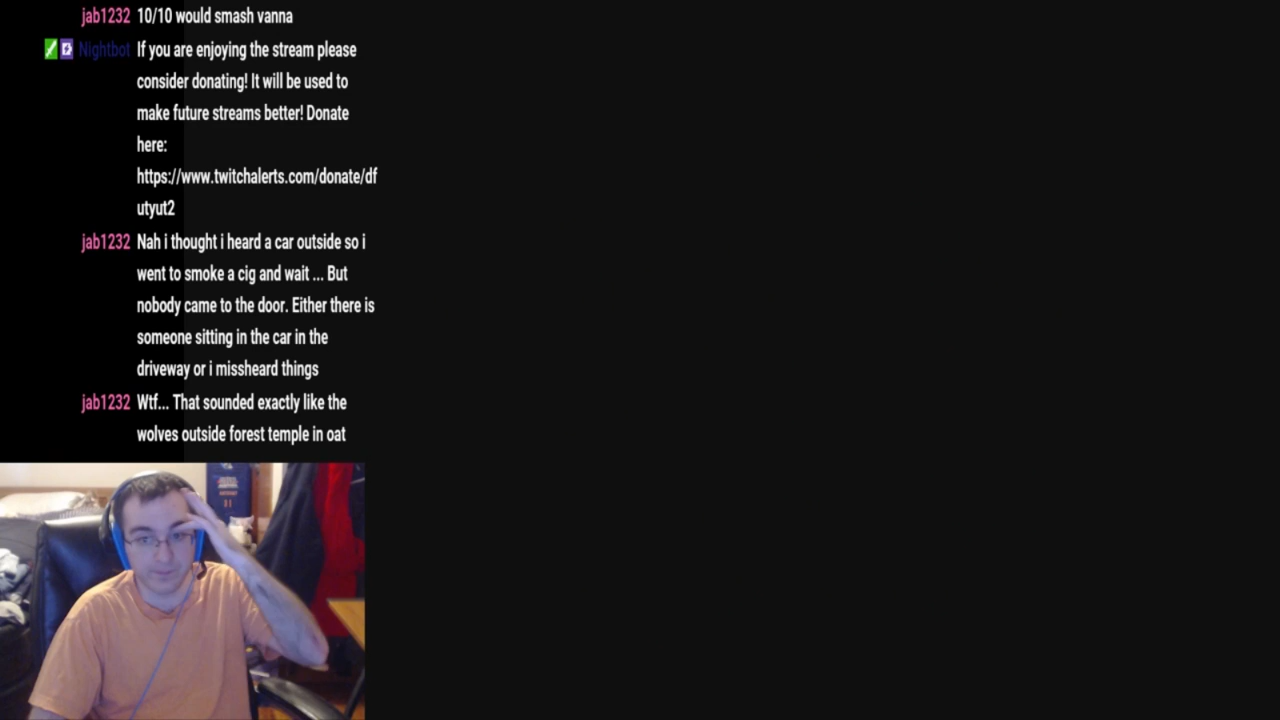 jab1232 10/10 would smash vanna
Nightbot If you are enjoying the stream please
consider donating! It will be used to
make future streams better! Donate
here:
https://www.twitchalerts.com/donate/df
utyut2
jab1232 Nah i thought i heard a car outside so i
went to smoke a cig and wait ... But
nobody came to the door. Either there is
someone sitting in the car in the
driveway or i missheard things
jab1232 Wtf... That sounded exactly like the
wolves outside forest temple in oat